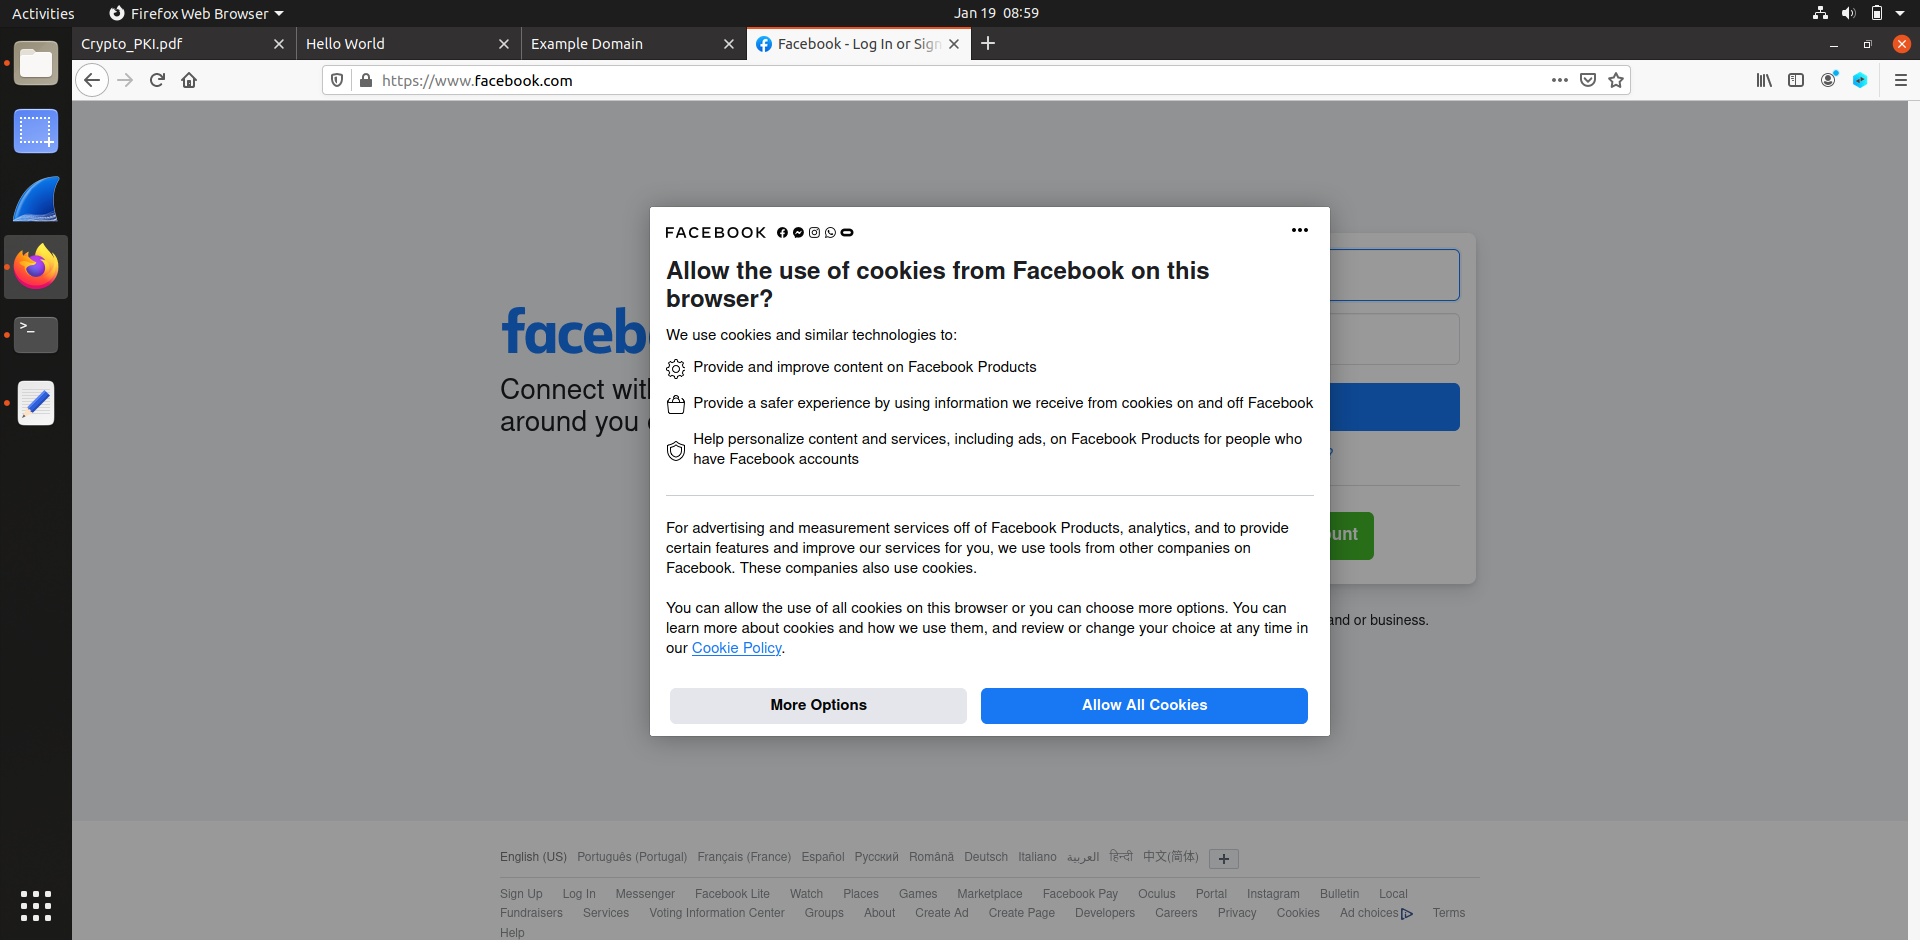 Activities Firefox Web Browser Jan 19 08:59
Crypto_PKI.pdf Hello World Example Domain Facebook - Log In or Sign
https://www.facebook.com
FACEBOOK
Allow the use of cookies from Facebook on this
browser?
We use cookies and similar technologies to:
Provide and improve content on Facebook Products
Provide a safer experience by using information we receive from cookies on and off Facebook
Help personalize content and services, including ads, on Facebook Products for people who
have Facebook accounts
For advertising and measurement services off of Facebook Products, analytics, and to provide
certain features and improve our services for you, we use tools from other companies on
Facebook. These companies also use cookies.
You can allow the use of all cookies on this browser or you can choose more options. You can
learn more about cookies and how we use them, and review or change your choice at any time in
our Cookie Policy.
More Options Allow All Cookies
faceb
Connect wit
around you
?
unt
and or business.
English (US) Português (Portugal) Français (France) Español Русский Română Deutsch Italiano العربية हिन्दी 中文(简体) +
Sign Up Log In Messenger Facebook Lite Watch Places Games Marketplace Facebook Pay Oculus Portal Instagram Bulletin Local
Fundraisers Services Voting Information Center Groups About Create Ad Create Page Developers Careers Privacy Cookies Ad choices Terms
Help